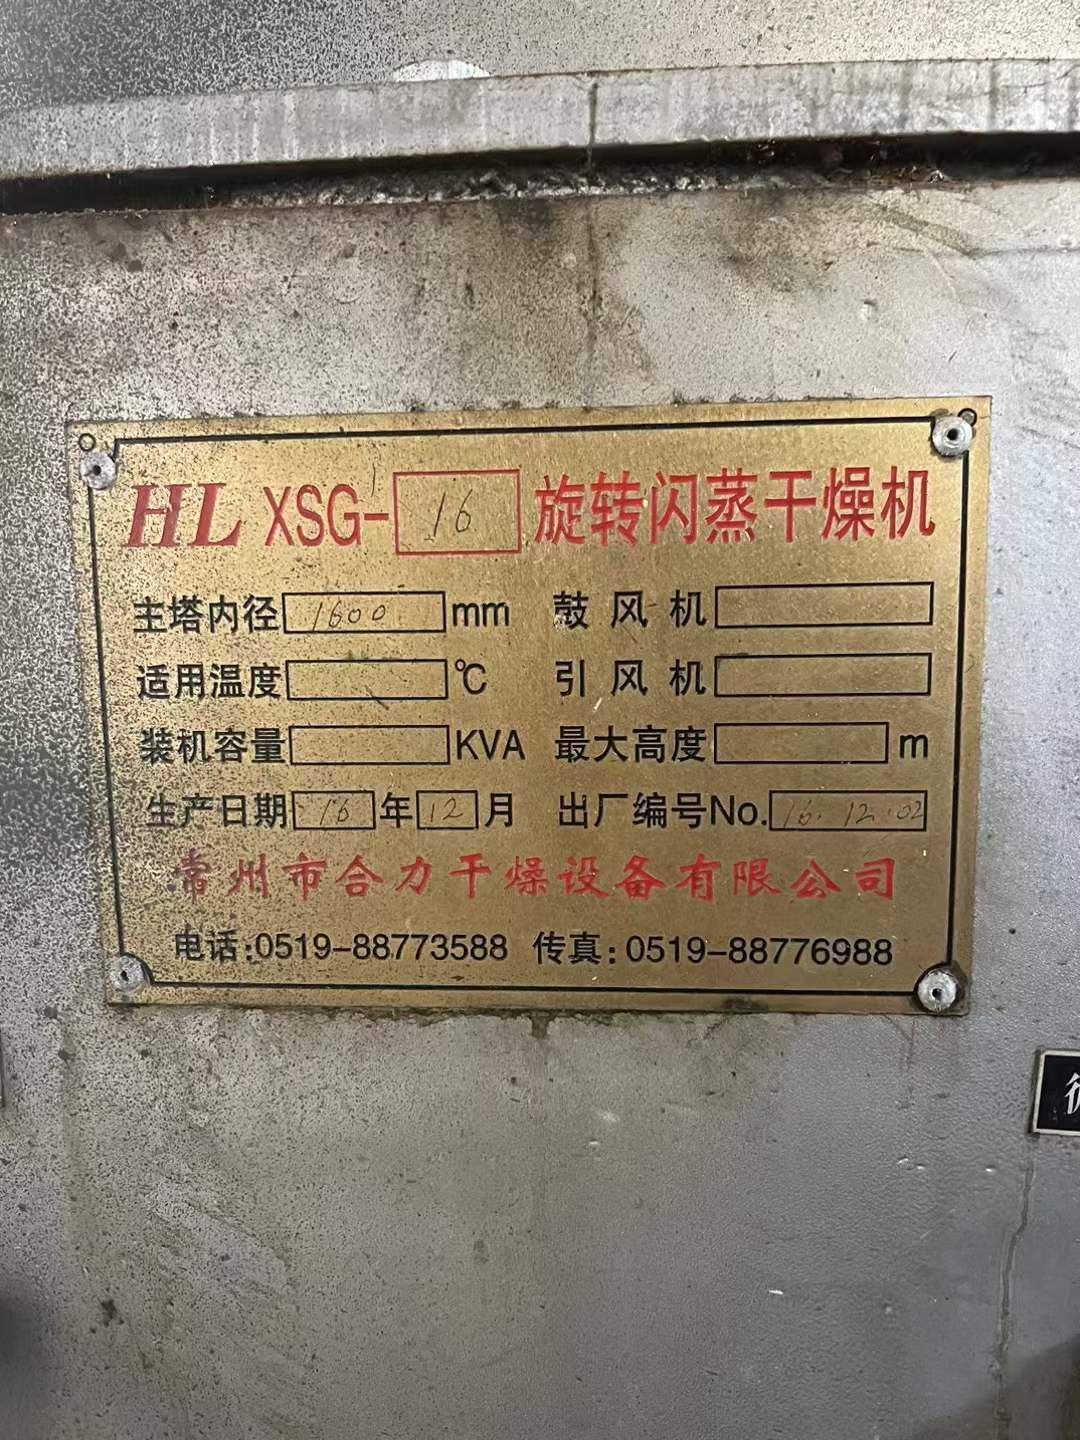 HL XSG-16 旋转闪蒸干燥机
主塔内径 1600 mm 鼓风机
适用温度 ℃ 引风机
装机容量 KVA 最大高度 m
生产日期 16 年 12 月 出厂编号No. 16.12.02
常州市合力干燥设备有限公司
电话:0519-88773588 传真:0519-88776988